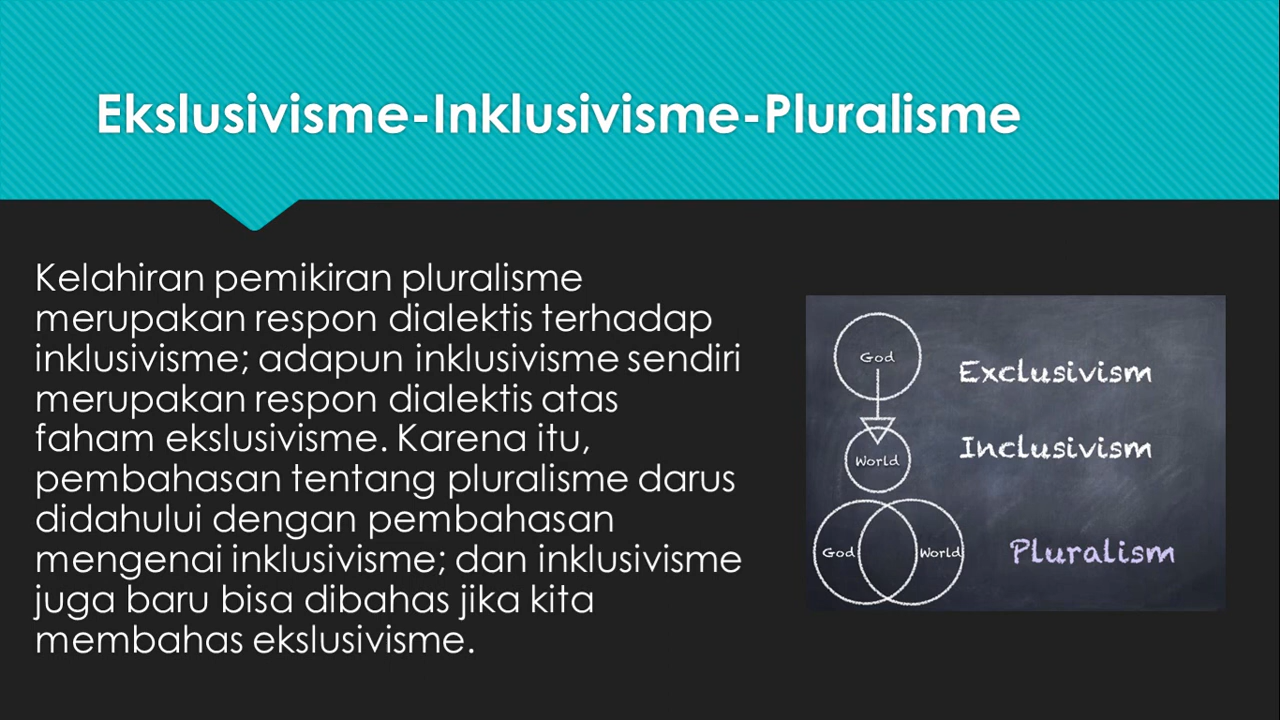 Ekslusivisme-Inklusivisme-Pluralisme
Kelahiran pemikiran pluralisme
merupakan respon dialektis terhadap
inklusivisme; adapun inklusivisme sendiri
merupakan respon dialektis atas
faham ekslusivisme. Karena itu,
pembahasan tentang pluralisme darus
didahului dengan pembahasan
mengenai inklusivisme; dan inklusivisme
juga baru bisa dibahas jika kita
membahas ekslusivisme.
God
Exclusivism
World
Inclusivism
God
World
Pluralism